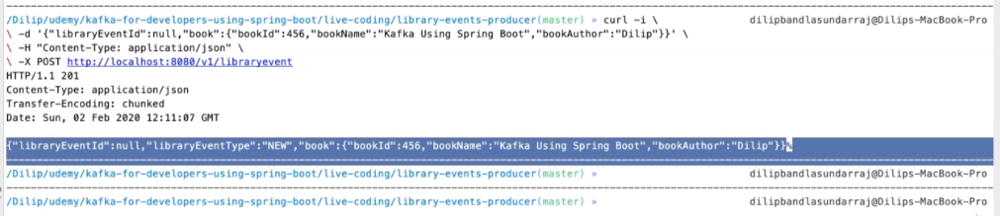 /Dilip/udemy/kafka-for-developers-using-spring-boot/live-coding/library-events-producer(master) » curl -i \ dilipbandlasundarraj@Dilips-MacBook-Pro
\ -d '{"libraryEventId":null,"book":{"bookId":456,"bookName":"Kafka Using Spring Boot","bookAuthor":"Dilip"}}' \
\ -H "Content-Type: application/json" \
\ -X POST http://localhost:8080/v1/libraryevent
HTTP/1.1 201
Content-Type: application/json
Transfer-Encoding: chunked
Date: Sun, 02 Feb 2020 12:11:07 GMT
{"libraryEventId":null,"libraryEventType":"NEW","book":{"bookId":456,"bookName":"Kafka Using Spring Boot","bookAuthor":"Dilip"}}%
/Dilip/udemy/kafka-for-developers-using-spring-boot/live-coding/library-events-producer(master) » dilipbandlasundarraj@Dilips-MacBook-Pro
/Dilip/udemy/kafka-for-developers-using-spring-boot/live-coding/library-events-producer(master) » dilipbandlasundarraj@Dilips-MacBook-Pro